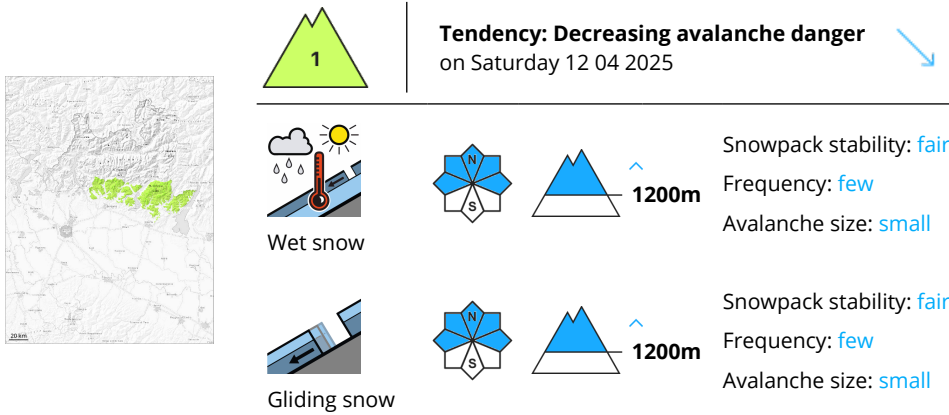 1
Tendency: Decreasing avalanche danger
on Saturday 12 04 2025
20 km
N
S
1200m
Snowpack stability: fair
Frequency: few
Avalanche size: small
Wet snow
N
S
1200m
Snowpack stability: fair
Frequency: few
Avalanche size: small
Gliding snow